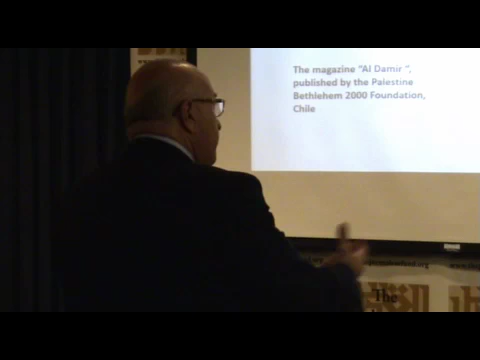 The magazine "Al Damir ",
published by the Palestine
Bethlehem 2000 Foundation,
Chile
The